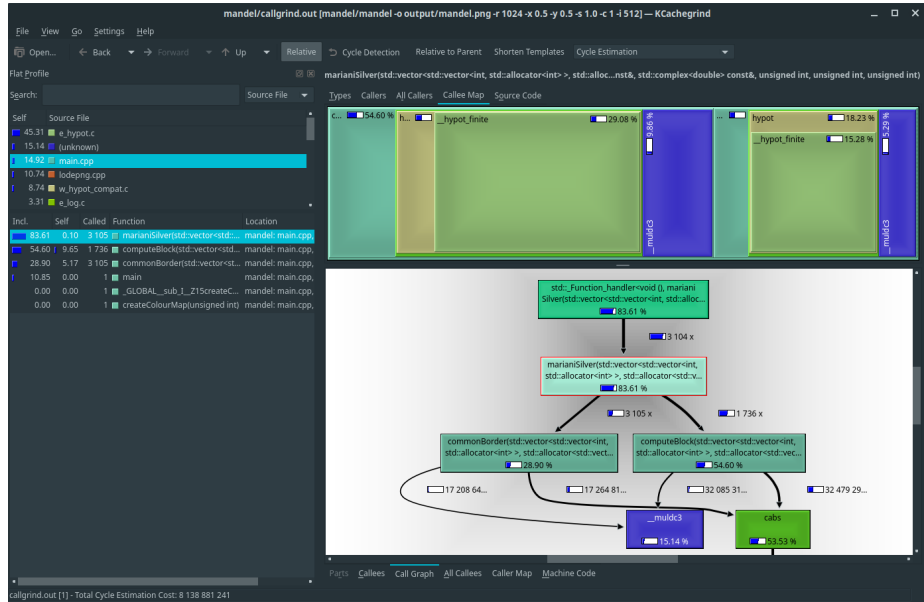 mandel/callgrind.out [mandel/mandel -o output/mandel.png -r 1024 -x 0.5 -y 0.5 -s 1.0 -c 1 -i 512] — KCachegrind
File View Go Settings Help
Open... Back Forward Up Relative Cycle Detection Relative to Parent Shorten Templates Cycle Estimation
Flat Profile
Search: Source File
Self Source File
45.31 e_hypot.c
15.14 (unknown)
14.92 main.cpp
10.74 lodepng.cpp
8.74 w_hypot_compat.c
3.31 e_log.c
Incl. Self Called Function Location
83.61 0.10 3 105 marianiSilver(std::vector<std::... mandel: main.cpp,
54.60 9.65 1 736 computeBlock(std::vector<std... mandel: main.cpp,
28.90 5.17 3 105 commonBorder(std::vector<st... mandel: main.cpp,
10.85 0.00 1 main mandel: main.cpp,
0.00 0.00 1 _GLOBAL__sub_I__Z15createC... mandel: main.cpp,
0.00 0.00 1 createColourMap(unsigned int) mandel: main.cpp,
marianiSilver(std::vector<std::vector<int, std::allocator<int> >, std::alloc...nst&, std::complex<double> const&, unsigned int, unsigned int, unsigned int)
Types Callers All Callers Callee Map Source Code
c... 54.60 %
h...
__hypot_finite 29.08 %
__muldc3 9.86 %
...
hypot 18.23 %
__hypot_finite 15.28 %
__muldc3 5.29 %
std::_Function_handler<void (), mariani
Silver(std::vector<std::vector<int, std::alloc...
83.61 %
3 104 x
marianiSilver(std::vector<std::vector<int,
std::allocator<int> >, std::allocator<std::v...
83.61 %
3 105 x
1 736 x
commonBorder(std::vector<std::vector<int,
std::allocator<int> >, std::allocator<std::vect...
28.90 %
computeBlock(std::vector<std::vector<int,
std::allocator<int> >, std::allocator<std::vec...
54.60 %
17 208 64...
17 264 81...
32 085 31...
32 479 29...
__muldc3
15.14 %
cabs
53.53 %
Parts Callees Call Graph All Callees Caller Map Machine Code
callgrind.out [1] - Total Cycle Estimation Cost: 8 138 881 241